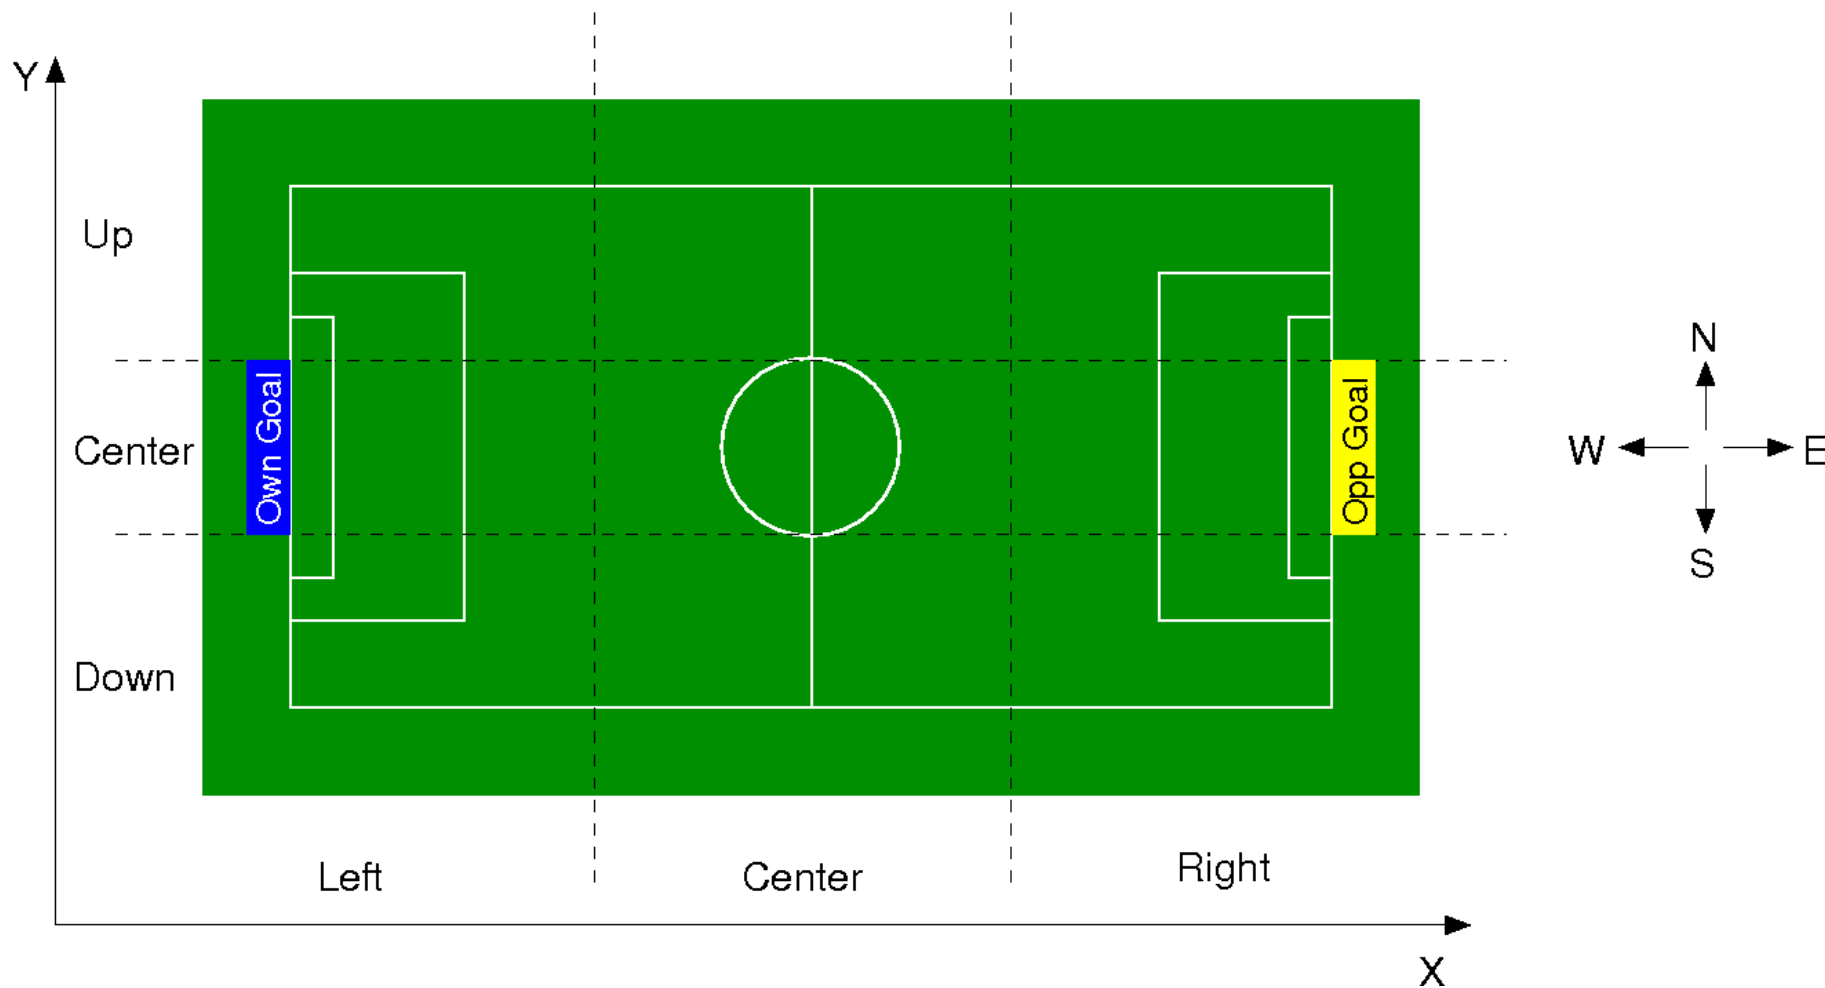 Y
Up
N
Own Goal
Opp Goal
Center
W
E
S
Down
Left
Center
Right
X